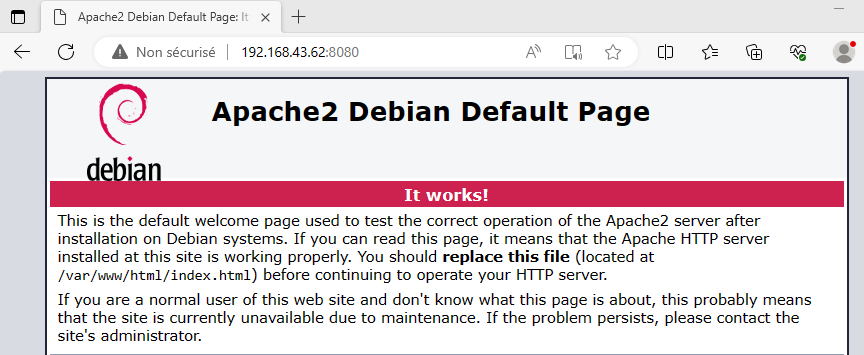 Apache2 Debian Default Page: It
Non sécurisé
192.168.43.62:8080
debian
Apache2 Debian Default Page
It works!
This is the default welcome page used to test the correct operation of the Apache2 server after
installation on Debian systems. If you can read this page, it means that the Apache HTTP server
installed at this site is working properly. You should replace this file (located at
/var/www/html/index.html) before continuing to operate your HTTP server.
If you are a normal user of this web site and don't know what this page is about, this probably means
that the site is currently unavailable due to maintenance. If the problem persists, please contact the
site's administrator.